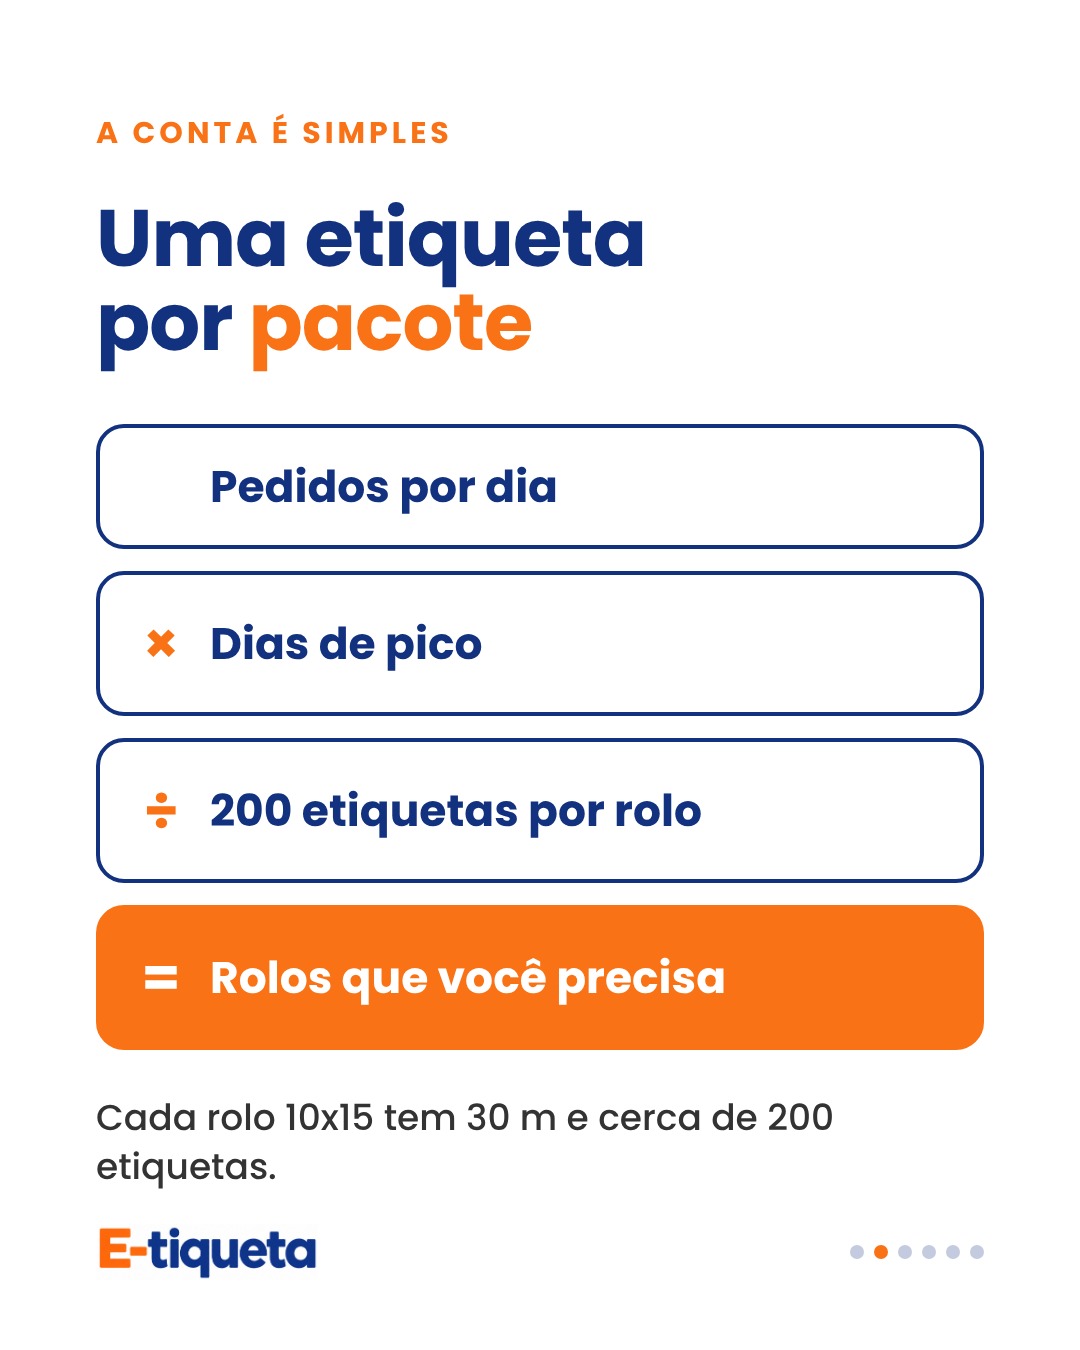 A CONTA É SIMPLES
Uma etiqueta
por pacote
Pedidos por dia
× Dias de pico
÷ 200 etiquetas por rolo
= Rolos que você precisa
Cada rolo 10x15 tem 30 m e cerca de 200
etiquetas.
E-tiqueta